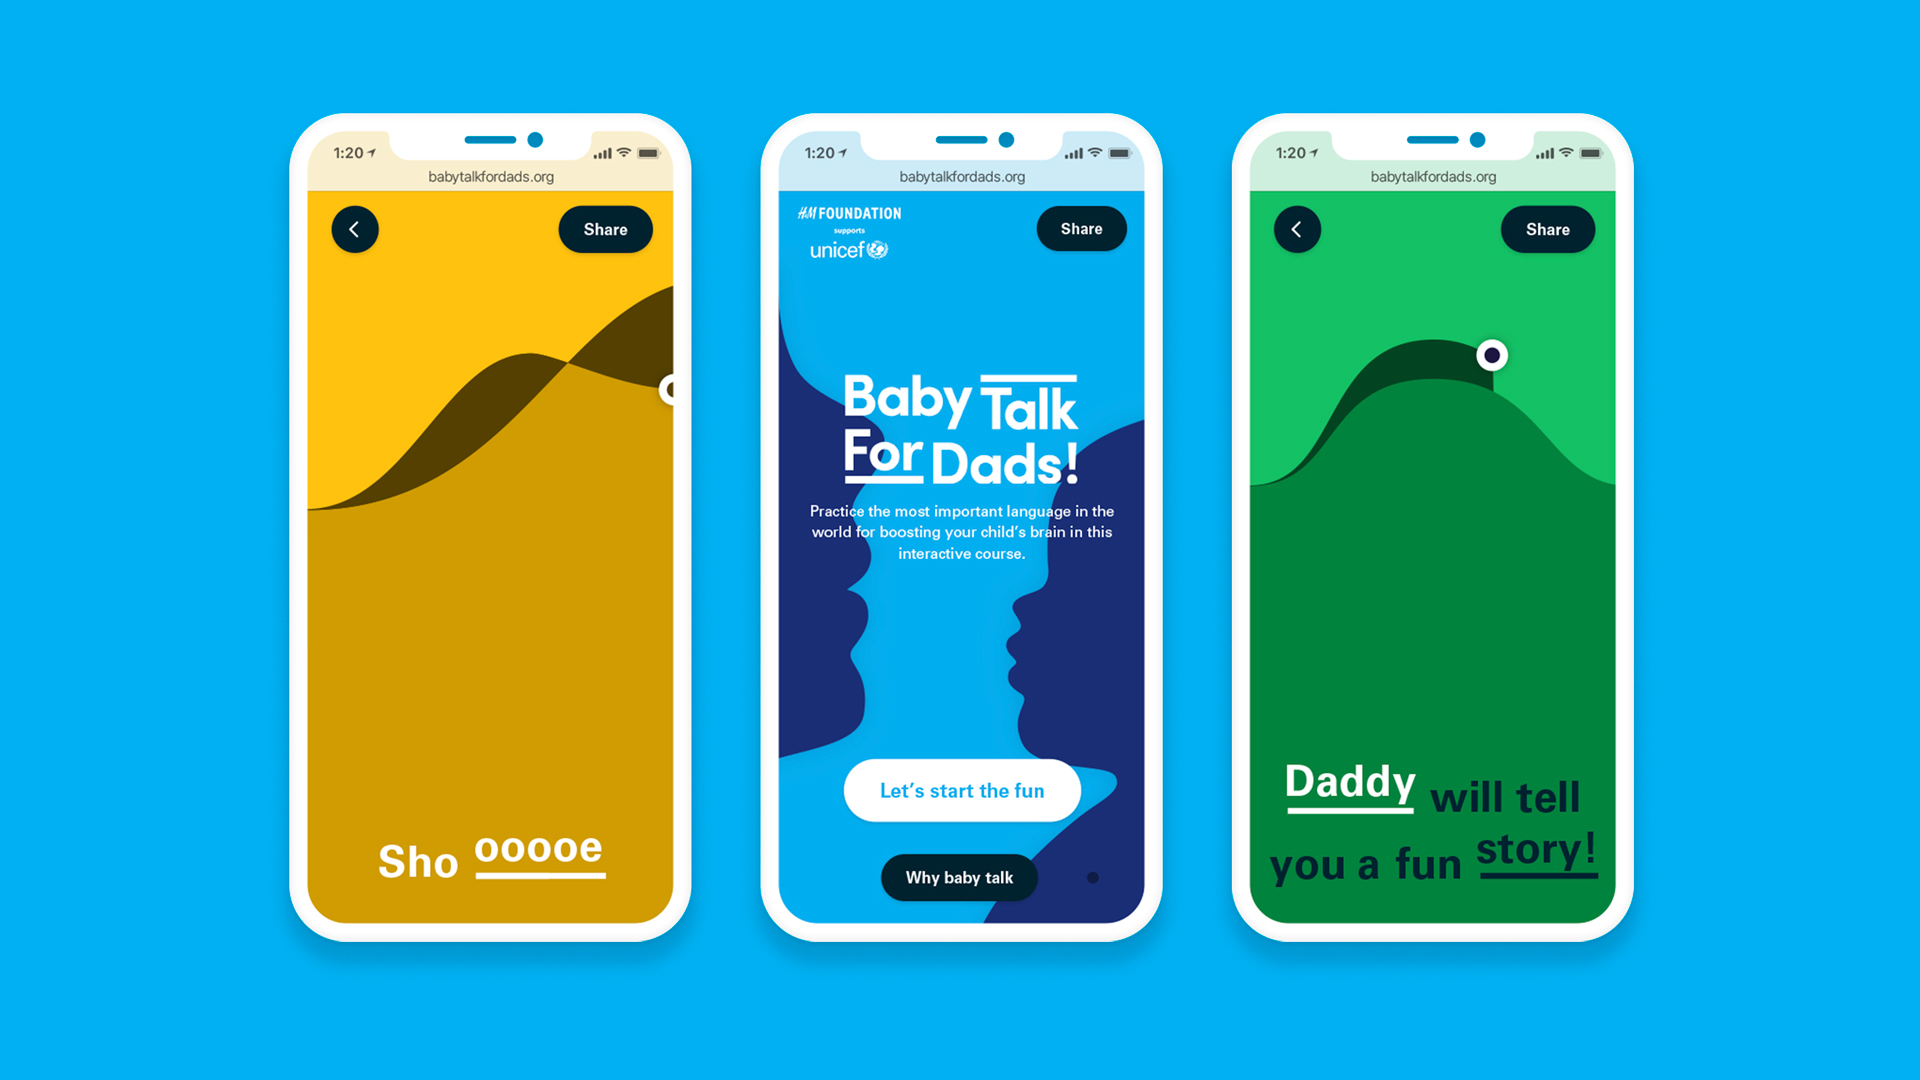 1:20
babytalkfordads.org
Share
Sho ooooe
1:20
babytalkfordads.org
H&M FOUNDATION
supports
unicef
Share
Baby Talk
For Dads!
Practice the most important language in the
world for boosting your child's brain in this
interactive course.
Let's start the fun
Why baby talk
1:20
babytalkfordads.org
Share
Daddy will tell
you a fun story!